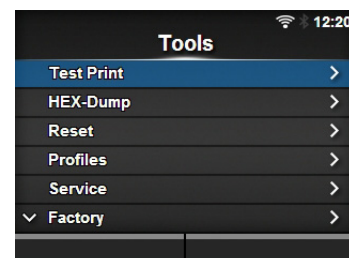 12:20
Tools
Test Print
HEX-Dump
Reset
Profiles
Service
Factory